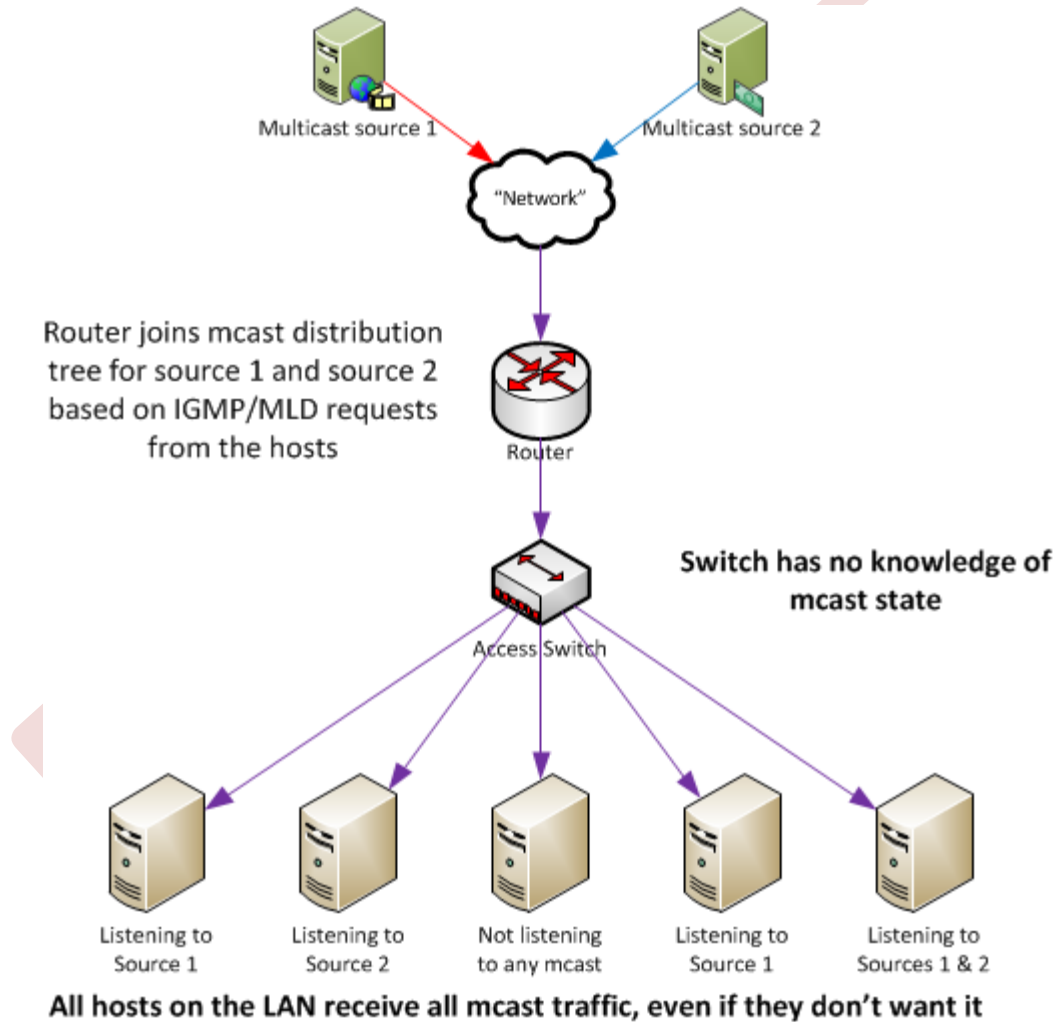 Multicast source 1
Multicast source 2
"Network"
Router joins mcast distribution
tree for source 1 and source 2
based on IGMP/MLD requests
from the hosts
Router
Switch has no knowledge of
mcast state
Access Switch
Listening to
Source 1
Listening to
Source 2
Not listening
to any mcast
Listening to
Source 1
Listening to
Sources 1 & 2
All hosts on the LAN receive all mcast traffic, even if they don't want it